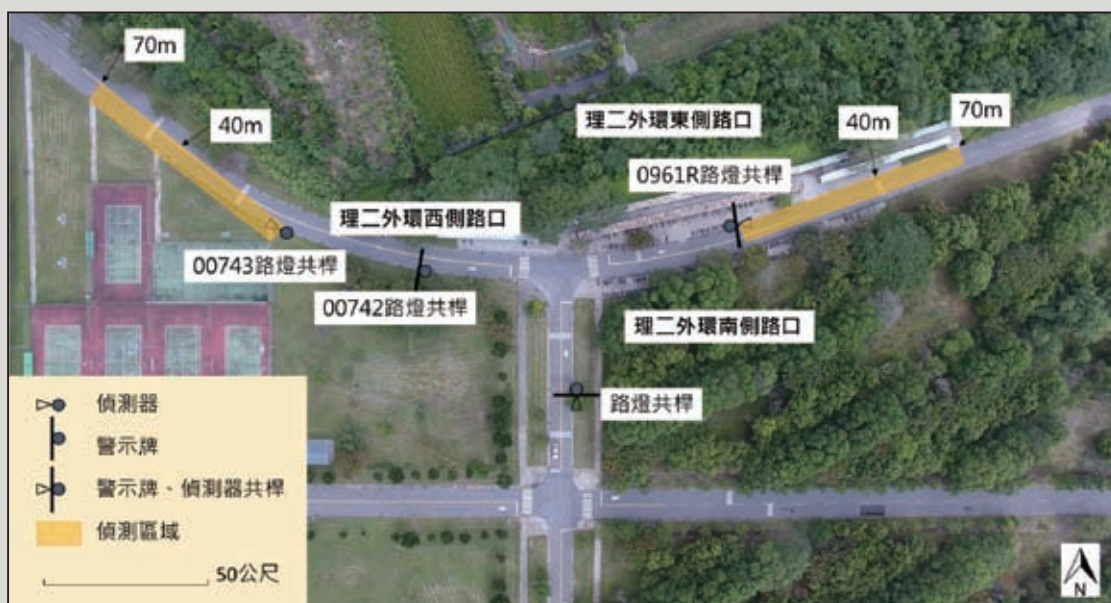 70m
40m
理二外環東側路口
40m
70m
0961R路燈共桿
理二外環西側路口
00743路燈共桿
00742路燈共桿
理二外環南側路口
路燈共桿
偵測器
警示牌
警示牌、偵測器共桿
偵測區域
50公尺
N